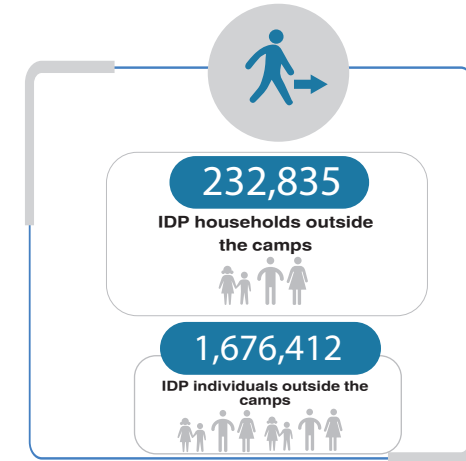 232,835
IDP households outside
the camps
1,676,412
IDP individuals outside the
camps